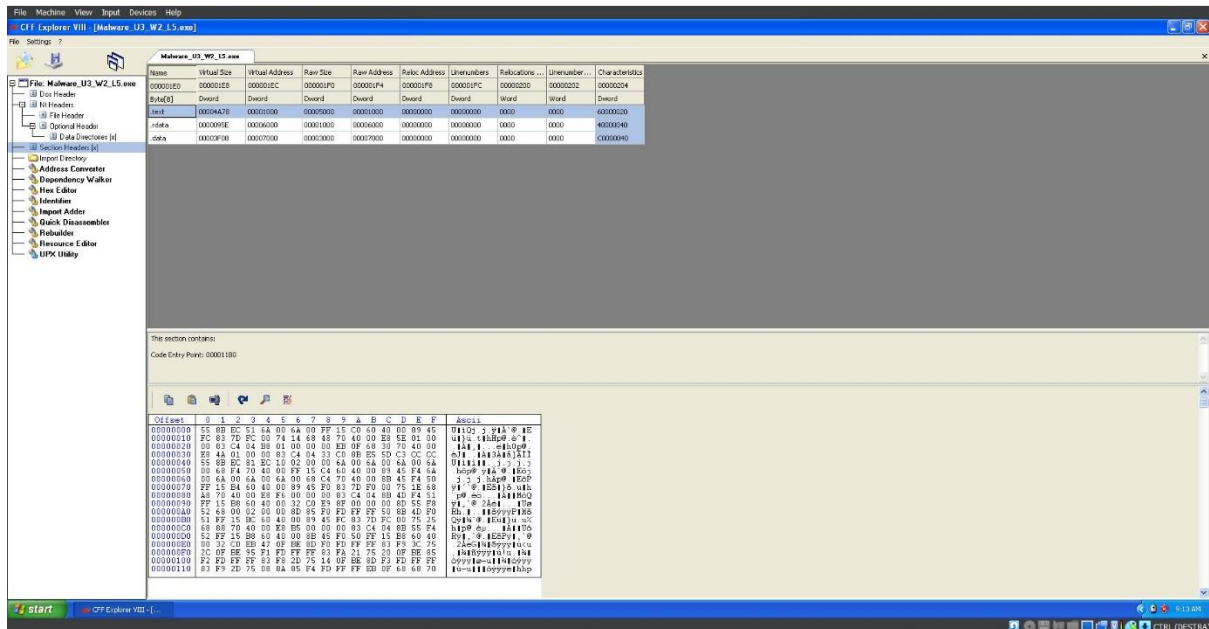 File Machine View Input Devices Help
CFF Explorer VIII - [Malware_U3_W2_L5.exe]
File Settings ?
Malware_U3_W2_L5.exe
File: Malware_U3_W2_L5.exe
Dos Header
Nt Headers
File Header
Optional Header
Data Directories [x]
Section Headers [x]
Import Directory
Address Converter
Dependency Walker
Hex Editor
Identifier
Import Adder
Quick Disassembler
Rebuilder
Resource Editor
UPX Utility
Name Virtual Size Virtual Address Raw Size Raw Address Reloc Address Linenumbers Relocations ... Linenumber... Characteristics
000001E0 000001E8 000001EC 000001F0 000001F4 000001F8 000001FC 00000200 00000202 00000204
Byte[8] Dword Dword Dword Dword Dword Dword Word Word Dword
.text 00004A78 00001000 00005000 00001000 00000000 00000000 0000 0000 60000020
.rdata 0000095E 00006000 00001000 00006000 00000000 00000000 0000 0000 40000040
.data 00003F08 00007000 00003000 00007000 00000000 00000000 0000 0000 C0000040
This section contains:
Code Entry Point: 00001180
Offset 0 1 2 3 4 5 6 7 8 9 A B C D E F Ascii
00000000 55 8B EC 51 6A 00 6A 00 FF 15 C0 60 40 00 89 45
00000010 FC 83 7D FC 00 74 14 68 48 70 40 00 E8 5E 01 00
00000020 00 83 C4 04 B8 01 00 00 00 EB 0F 68 30 70 40 00
00000030 E8 4A 01 00 00 83 C4 04 33 C0 8B E5 5D C3 CC CC
00000040 55 8B EC 81 EC 10 02 00 00 6A 00 6A 00 6A 00 6A
00000050 00 68 F4 70 40 00 FF 15 C4 60 40 00 89 45 F4 6A
00000060 00 6A 00 6A 00 6A 00 68 C4 70 40 00 8B 45 F4 50
00000070 FF 15 B4 60 40 00 89 45 F0 83 7D F0 00 75 1E 68
00000080 A8 70 40 00 E8 F6 00 00 00 83 C4 04 8B 4D F4 51
00000090 FF 15 B8 60 40 00 32 C0 E9 8F 00 00 00 8D 55 F8
000000A0 52 68 00 02 00 00 8D 85 F0 FD FF FF 50 8B 4D F0
000000B0 51 FF 15 BC 60 40 00 89 45 FC 83 7D FC 00 75 25
000000C0 68 88 70 40 00 E8 B5 00 00 00 83 C4 04 8B 55 F4
000000D0 52 FF 15 B8 60 40 00 8B 45 F0 50 FF 15 B8 60 40
000000E0 00 32 C0 EB 47 0F BE 8D F0 FD FF FF 83 F9 3C 75
000000F0 2C 0F BE 95 F1 FD FF FF 83 FA 21 75 20 0F BE 85
00000100 F2 FD FF FF 83 F8 2D 75 14 0F BE 8D F3 FD FF FF
00000110 83 F9 2D 75 08 8A 85 F4 FD FF FF EB 0F 68 68 70
start
CFF Explorer VIII - [...
9:13 AM
CTRL (DESTRA)